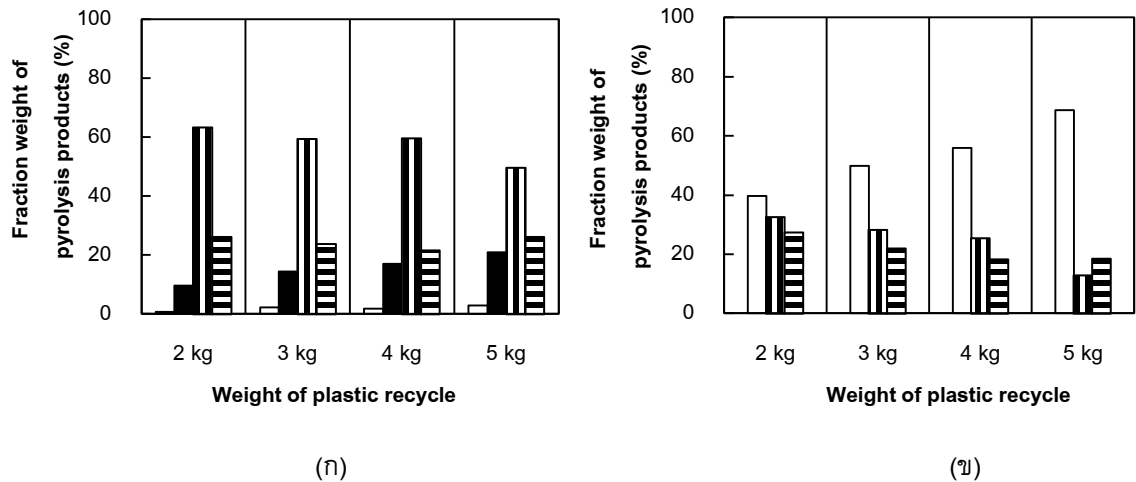 Fraction weight of
pyrolysis products (%)
100
80
60
40
20
0
2 kg 3 kg 4 kg 5 kg
Weight of plastic recycle
(ก)
Fraction weight of
pyrolysis products (%)
100
80
60
40
20
0
2 kg 3 kg 4 kg 5 kg
Weight of plastic recycle
(ข)